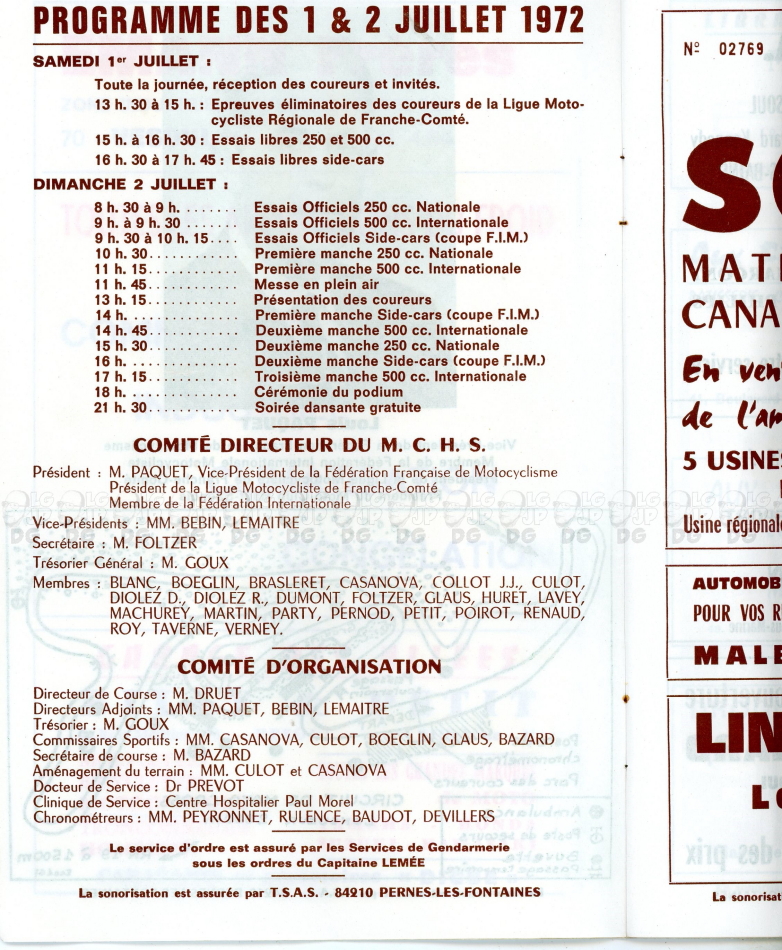 PROGRAMME DES 1 & 2 JUILLET 1972
SAMEDI 1er JUILLET :
Toute la journée, réception des coureurs et invités.
13 h. 30 à 15 h. : Epreuves éliminatoires des coureurs de la Ligue Moto-
cycliste Régionale de Franche-Comté.
15 h. à 16 h. 30 : Essais libres 250 et 500 cc.
16 h. 30 à 17 h. 45 : Essais libres side-cars
DIMANCHE 2 JUILLET :
8 h. 30 à 9 h. . . . . . . . Essais Officiels 250 cc. Nationale
9 h. à 9 h. 30 . . . . . . . Essais Officiels 500 cc. Internationale
9 h. 30 à 10 h. 15 . . . . Essais Officiels Side-cars (coupe F.I.M.)
10 h. 30 . . . . . . . . . . . . Première manche 250 cc. Nationale
11 h. 15 . . . . . . . . . . . . Première manche 500 cc. Internationale
11 h. 45 . . . . . . . . . . . . Messe en plein air
13 h. 15 . . . . . . . . . . . . Présentation des coureurs
14 h. . . . . . . . . . . . . . . Première manche Side-cars (coupe F.I.M.)
14 h. 45 . . . . . . . . . . . . Deuxième manche 500 cc. Internationale
15 h. 30 . . . . . . . . . . . . Deuxième manche 250 cc. Nationale
16 h. . . . . . . . . . . . . . . Deuxième manche Side-cars (coupe F.I.M.)
17 h. 15 . . . . . . . . . . . . Troisième manche 500 cc. Internationale
18 h. . . . . . . . . . . . . . . Cérémonie du podium
21 h. 30 . . . . . . . . . . . . Soirée dansante gratuite
COMITÉ DIRECTEUR DU M. C. H. S.
Président : M. PAQUET, Vice-Président de la Fédération Française de Motocyclisme
Président de la Ligue Motocycliste de Franche-Comté
Membre de la Fédération Internationale
Vice-Présidents : MM. BEBIN, LEMAITRE
Secrétaire : M. FOLTZER
Trésorier Général : M. GOUX
Membres : BLANC, BOEGLIN, BRASLERET, CASANOVA, COLLOT J.J., CULOT,
DIOLEZ D., DIOLEZ R., DUMONT, FOLTZER, GLAUS, HURET, LAVEY,
MACHUREY, MARTIN, PARTY, PERNOD, PETIT, POIROT, RENAUD,
ROY, TAVERNE, VERNEY.
COMITÉ D'ORGANISATION
Directeur de Course : M. DRUET
Directeurs Adjoints : MM. PAQUET, BEBIN, LEMAITRE
Trésorier : M. GOUX
Commissaires Sportifs : MM. CASANOVA, CULOT, BOEGLIN, GLAUS, BAZARD
Secrétaire de course : M. BAZARD
Aménagement du terrain : MM. CULOT et CASANOVA
Docteur de Service : Dr PREVOT
Clinique de Service : Centre Hospitalier Paul Morel
Chronométreurs : MM. PEYRONNET, RULENCE, BAUDOT, DEVILLERS
Le service d'ordre est assuré par les Services de Gendarmerie
sous les ordres du Capitaine LEMÉE
La sonorisation est assurée par T.S.A.S. - 84210 PERNES-LES-FONTAINES
Nº 02769
MAT
CANA
En ven
de l'am
5 USINES
Usine régional
AUTOMOB
POUR VOS R
MALE
LIN
L
La sonorisat